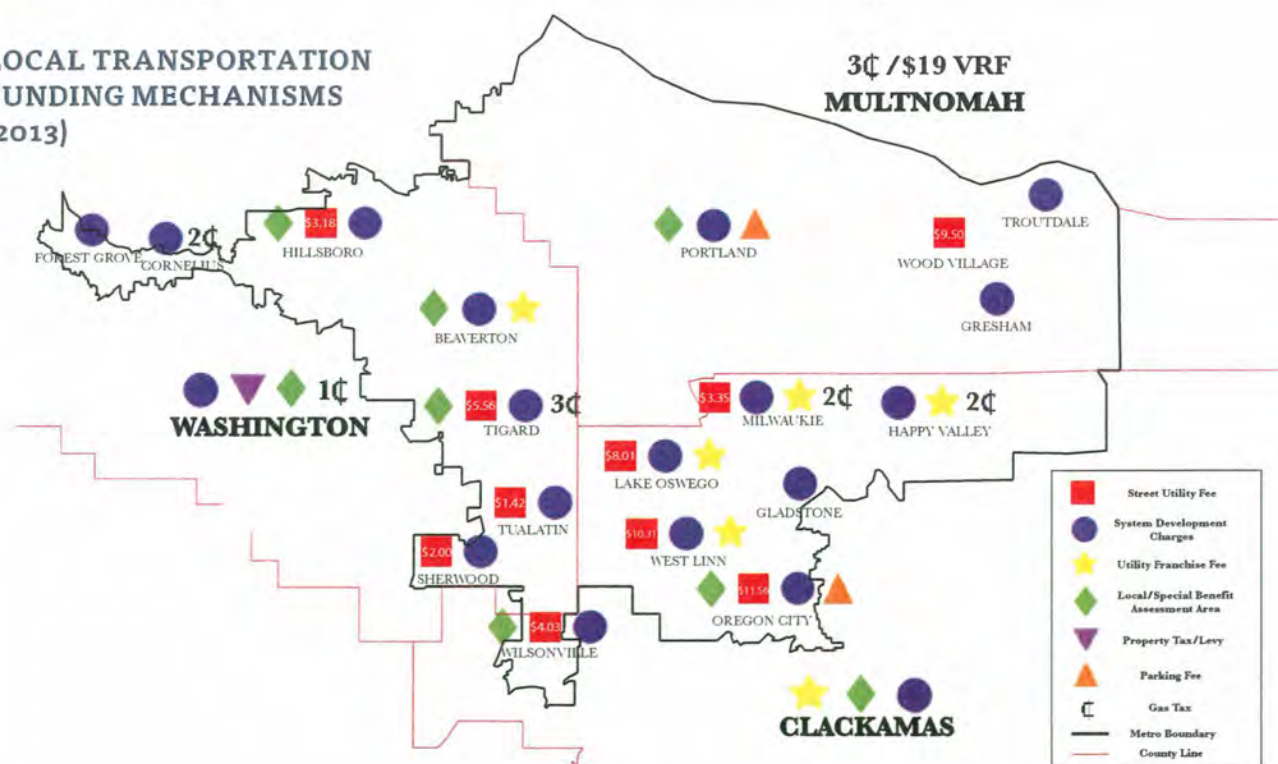 LOCAL TRANSPORTATION
FUNDING MECHANISMS
2013)
3₵ /$19 VRF
MULTNOMAH
TROUTDALE
FOREST GROVE
2₵
CORNELIUS
$3.18
HILLSBORO
PORTLAND
$9.50
WOOD VILLAGE
GRESHAM
BEAVERTON
1₵
WASHINGTON
$5.56
3₵
TIGARD
$3.35
2₵
MILWAUKIE
2₵
HAPPY VALLEY
$8.01
LAKE OSWEGO
GLADSTONE
$1.42
TUALATIN
$10.31
WEST LINN
$2.00
SHERWOOD
$11.56
OREGON CITY
$4.03
WILSONVILLE
CLACKAMAS
Street Utility Fee
System Development
Charges
Utility Franchise Fee
Local/Special Benefit
Assessment Area
Property Tax/Levy
Parking Fee
₵
Gas Tax
Metro Boundary
County Line